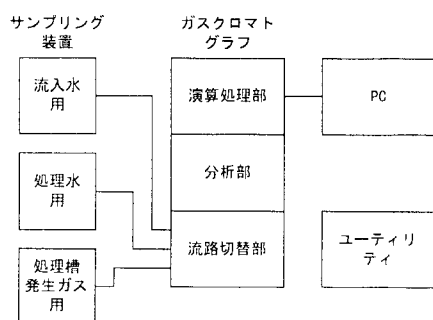 サンプリング
装置
ガスクロマト
グラフ
流入水
用
処理水
用
処理槽
発生ガス
用
演算処理部
分析部
流路切替部
PC
ユーティリ
ティ